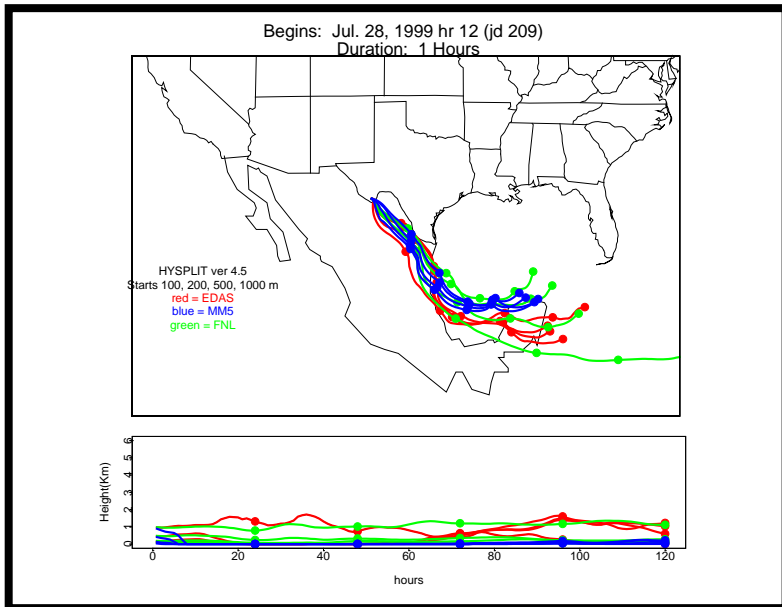 Begins:  Jul. 28, 1999 hr 12 (jd 209)
Duration:  1 Hours
HYSPLIT ver 4.5
Starts 100, 200, 500, 1000 m
red = EDAS
blue = MM5
green = FNL
Height(Km)
6
5
4
3
2
1
0
0 20 40 60 80 100 120
hours